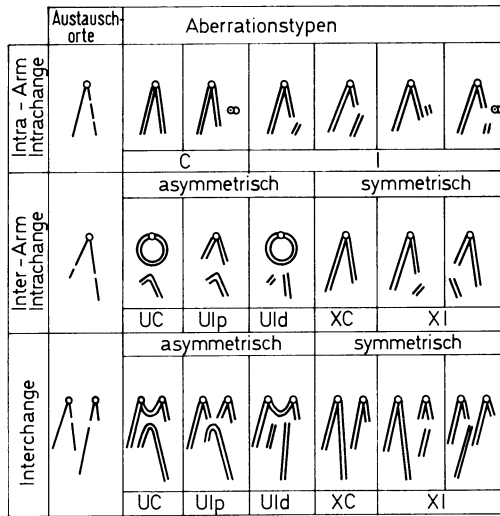 Austausch-
orte
Aberrationstypen
Intra - Arm
Intrachange
C
I
Inter - Arm
Intrachange
asymmetrisch
symmetrisch
UC
UIp
UId
XC
XI
Interchange
asymmetrisch
symmetrisch
UC
UIp
UId
XC
XI